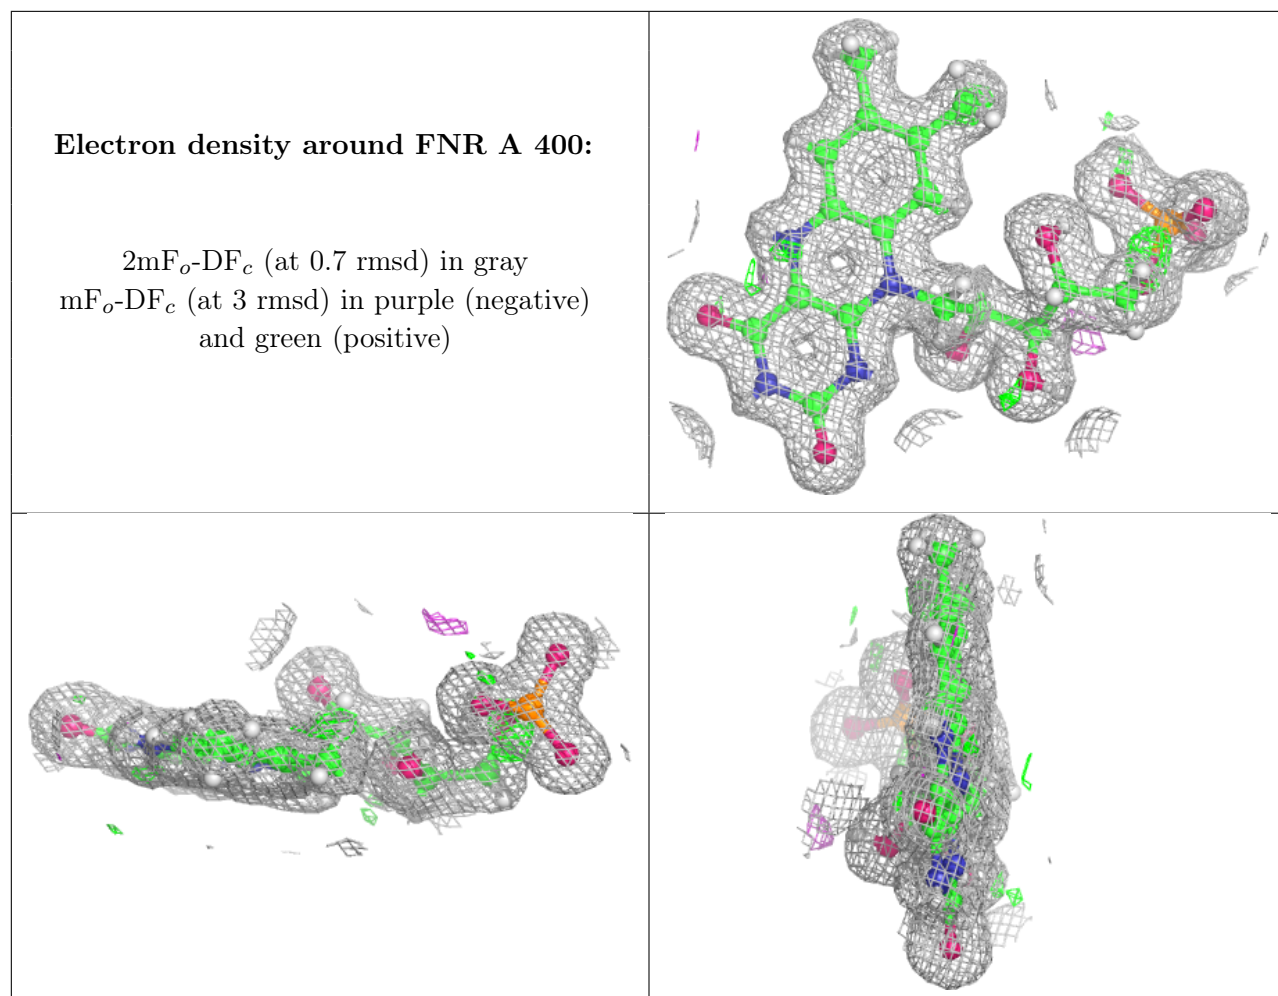 Electron density around FNR A 400:
2mFₒ-DF𝑐 (at 0.7 rmsd) in gray
mFₒ-DF𝑐 (at 3 rmsd) in purple (negative)
and green (positive)